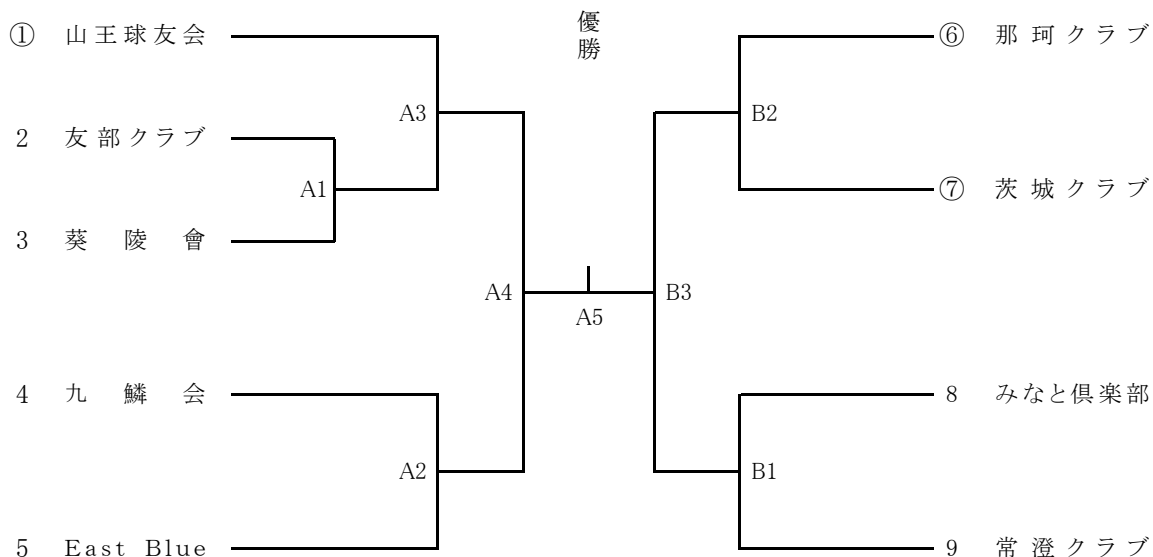 優勝
① 山王球友会
⑥ 那珂クラブ
A3
B2
2 友部クラブ
A1
⑦ 茨城クラブ
3 葵陵會
A4
B3
A5
4 九鱗会
8 みなと倶楽部
A2
B1
5 East Blue
9 常澄クラブ